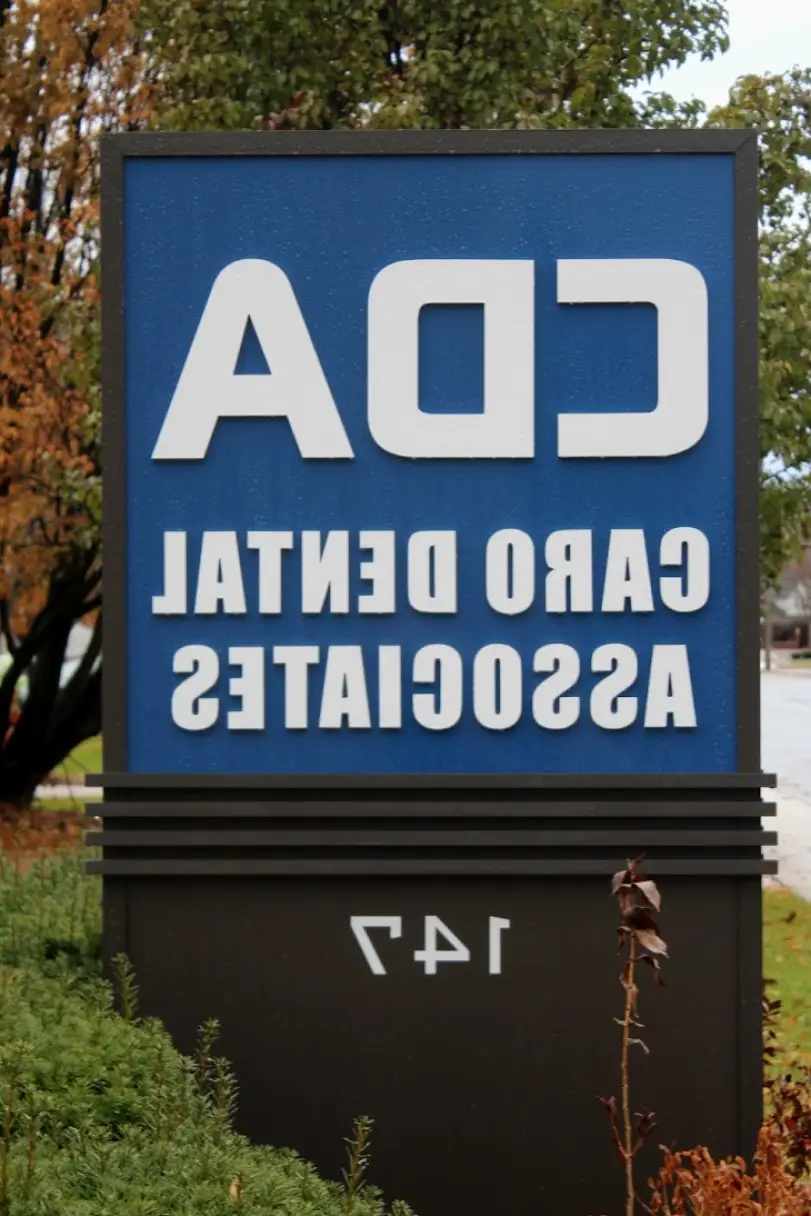 CDA
CARO DENTAL
ASSOCIATES
147